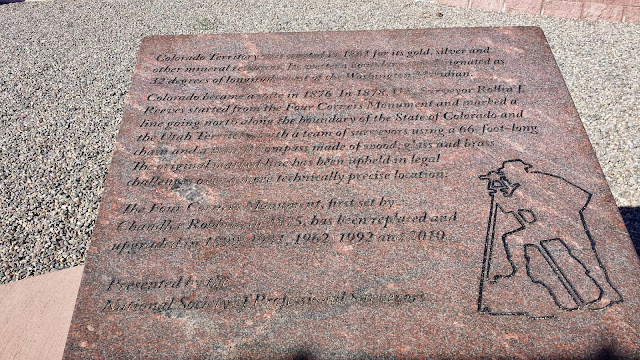 Colorado Territory was created in 1861 for its gold, silver and
other mineral resources. Its western boundary was designated as
32 degrees of longitude west of the Washington Meridian.
Colorado became a state in 1876. In 1878, U.S. Surveyor Rollin J.
Reeves started from the Four Corners Monument and marked a
line going north along the boundary of the State of Colorado and
the Utah Territory with a team of surveyors using a 66-foot-long
chain and a compass made of wood, glass and brass.
The original marked line has been upheld in legal
challenges over more technically precise location.
The Four Corners Monument, first set by
Chandler Robbins in 1875, has been replaced and
upgraded in 1899, 1931, 1962, 1992 and 2010.
Presented by the
National Society of Professional Surveyors